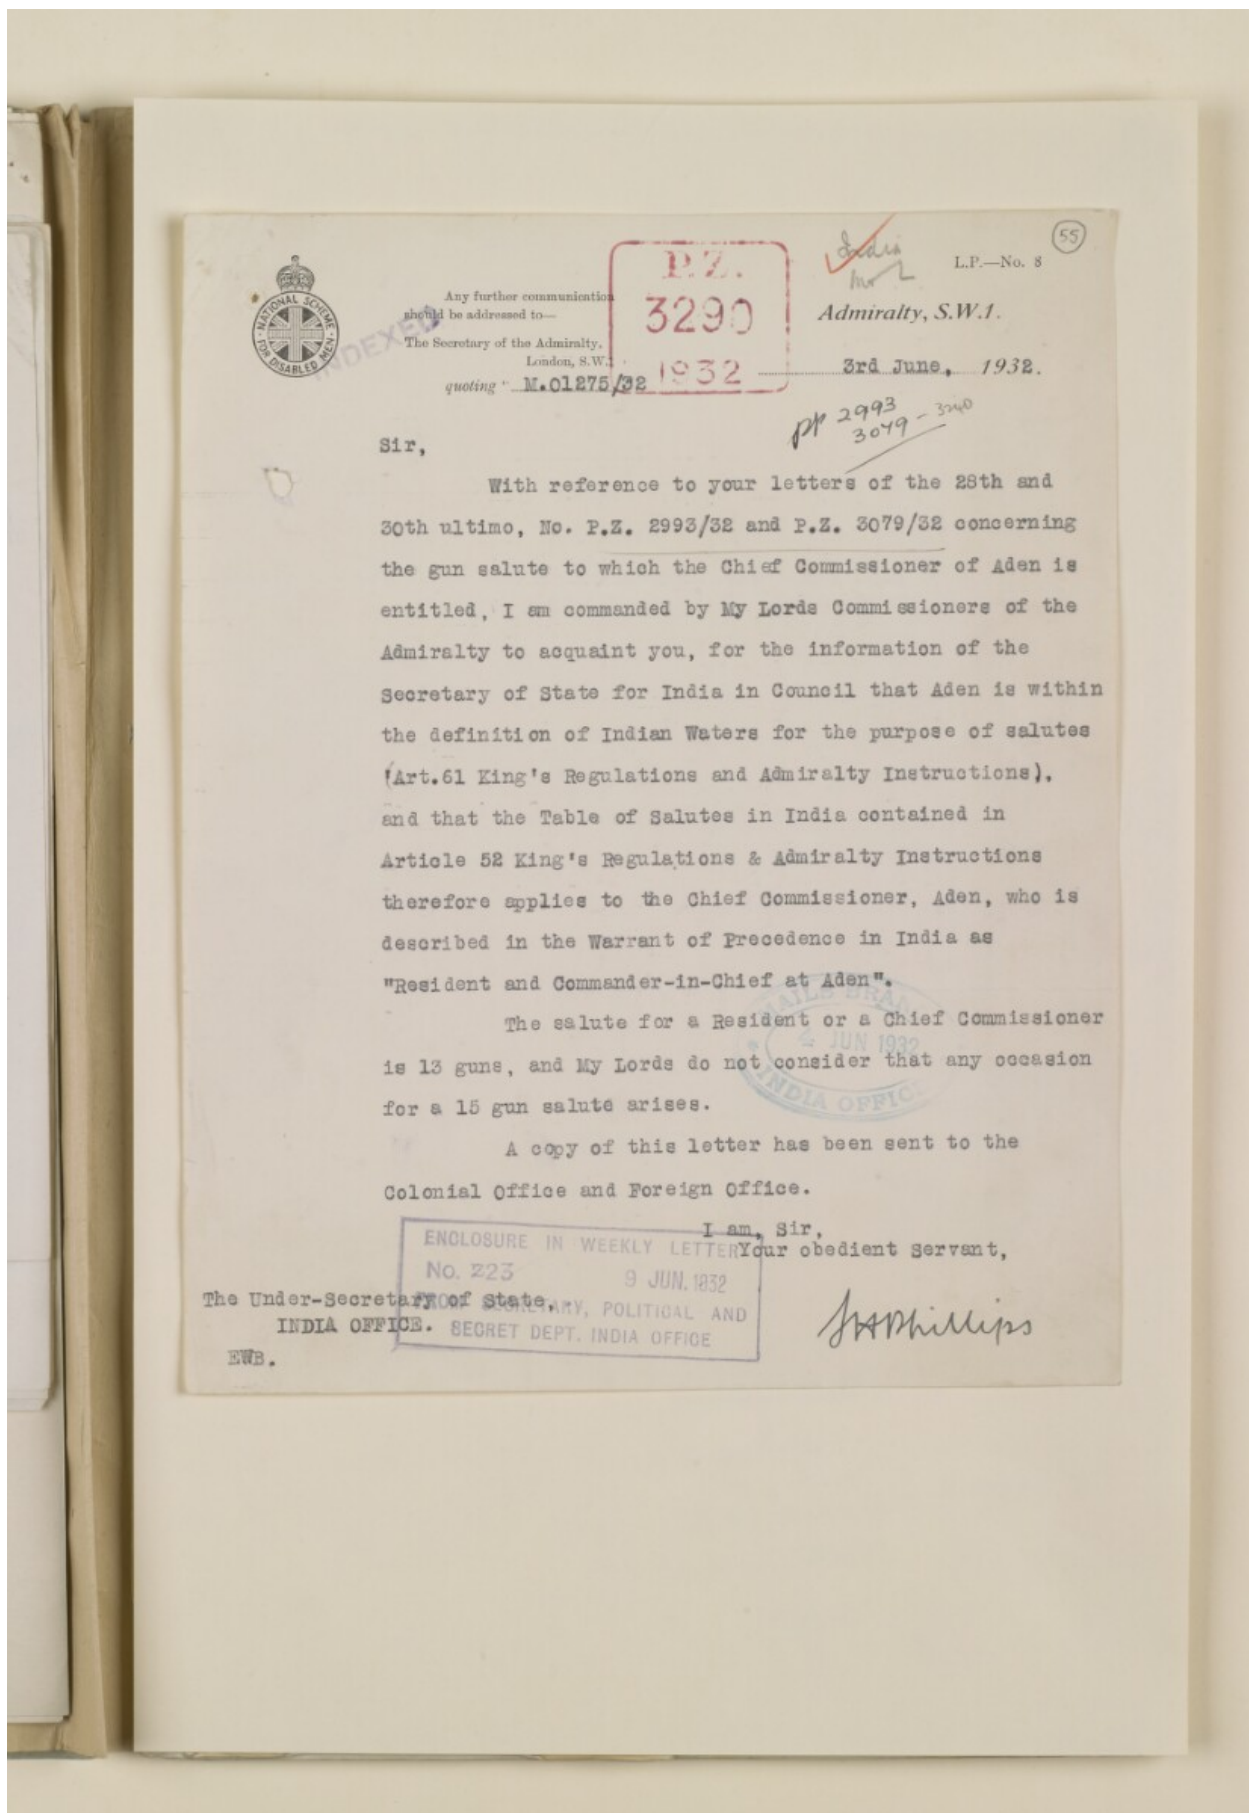 55
India
L.P.—No. 8
P.Z.
3290
1932
NATIONAL SCHEME
FOR DISABLED MEN
INDEXED
Any further communication
should be addressed to—
The Secretary of the Admiralty,
London, S.W.1
quoting " M.01275/32
Admiralty, S.W.1.
3rd June, 1932.
PP 2993
3079 - 3240
Sir,
With reference to your letters of the 28th and
30th ultimo, No. P.Z. 2993/32 and P.Z. 3079/32 concerning
the gun salute to which the Chief Commissioner of Aden is
entitled, I am commanded by My Lords Commissioners of the
Admiralty to acquaint you, for the information of the
Secretary of State for India in Council that Aden is within
the definition of Indian Waters for the purpose of salutes
(Art.61 King's Regulations and Admiralty Instructions),
and that the Table of Salutes in India contained in
Article 52 King's Regulations & Admiralty Instructions
therefore applies to the Chief Commissioner, Aden, who is
described in the Warrant of Precedence in India as
"Resident and Commander-in-Chief at Aden".
The salute for a Resident or a Chief Commissioner
is 13 guns, and My Lords do not consider that any occasion
for a 15 gun salute arises.
MAILS BRANCH
4 JUN 1932
INDIA OFFICE
A copy of this letter has been sent to the
Colonial Office and Foreign Office.
I am, Sir,
Your obedient Servant,
ENCLOSURE IN WEEKLY LETTER
No. 223 9 JUN. 1932
FROM SECRETARY, POLITICAL AND
SECRET DEPT. INDIA OFFICE
The Under-Secretary of State,
INDIA OFFICE.
EWB.
Phillips